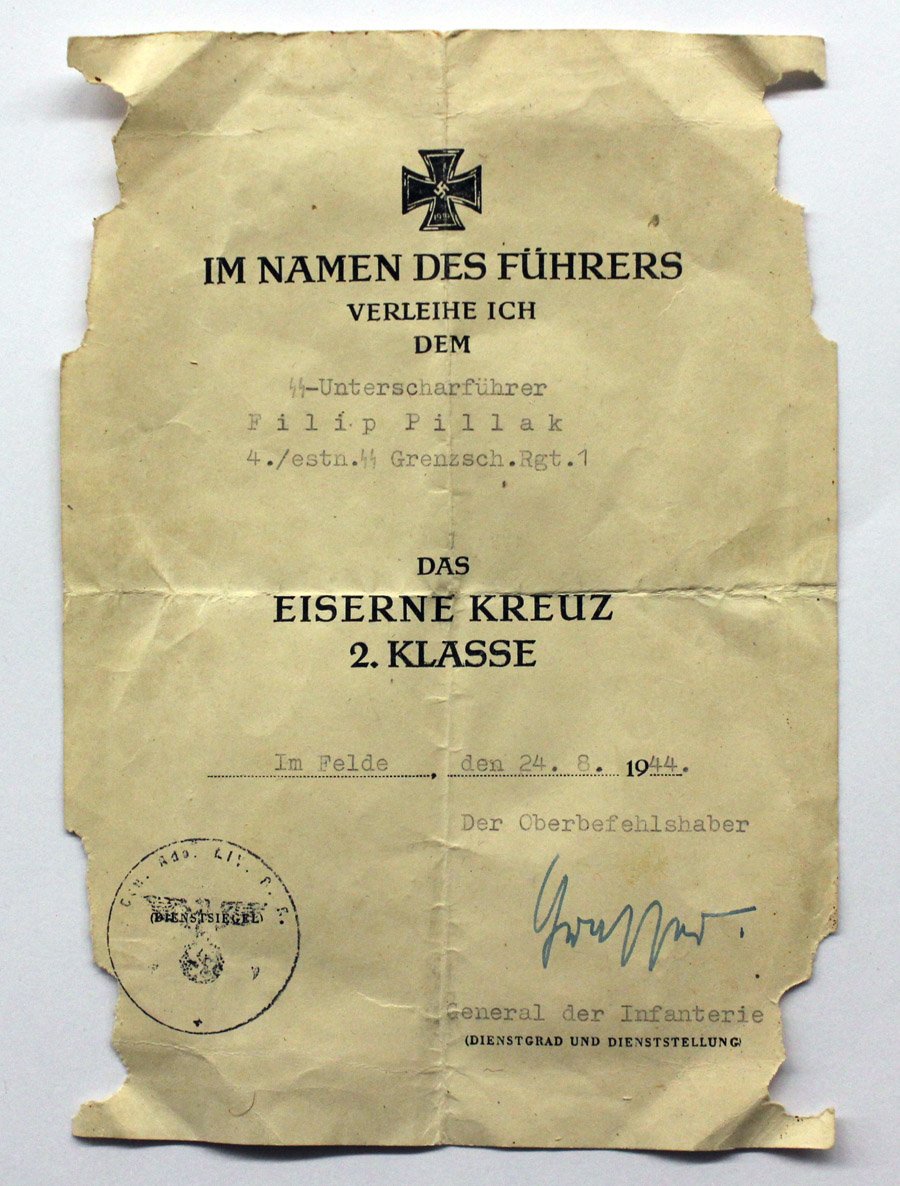 IM NAMEN DES FÜHRERS
VERLEIHE ICH
DEM
ᛋᛋ-Unterscharführer
Filip Pillak
4./estn.ᛋᛋ Grenzsch.Rgt.1
DAS
EISERNE KREUZ
2. KLASSE
Im Felde, den 24. 8. 1944.
Der Oberbefehlshaber
Grasser.
(DIENSTSIEGEL)
General der Infanterie
(DIENSTGRAD UND DIENSTSTELLUNG)